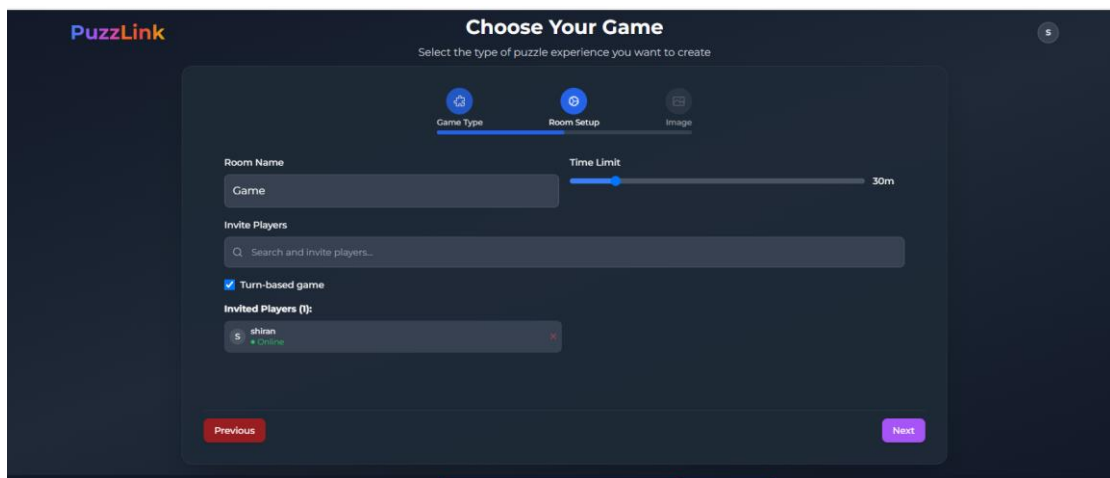 PuzzLink
Choose Your Game
S
Select the type of puzzle experience you want to create
Game Type
Room Setup
Image
Room Name
Time Limit
Game
30m
Invite Players
Search and invite players...
Turn-based game
Invited Players (1):
S
shiran
Online
Previous
Next